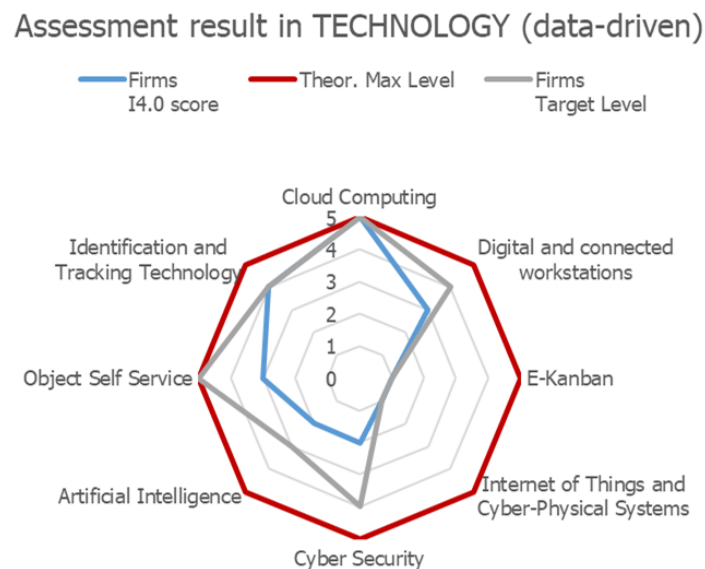 Assessment result in TECHNOLOGY (data-driven)
Firms
I4.0 score
Theor. Max Level
Firms
Target Level
Cloud Computing
Identification and
Tracking Technology
Digital and connected
workstations
5
4
3
2
1
0
Object Self Service
E-Kanban
Artificial Intelligence
Internet of Things and
Cyber-Physical Systems
Cyber Security